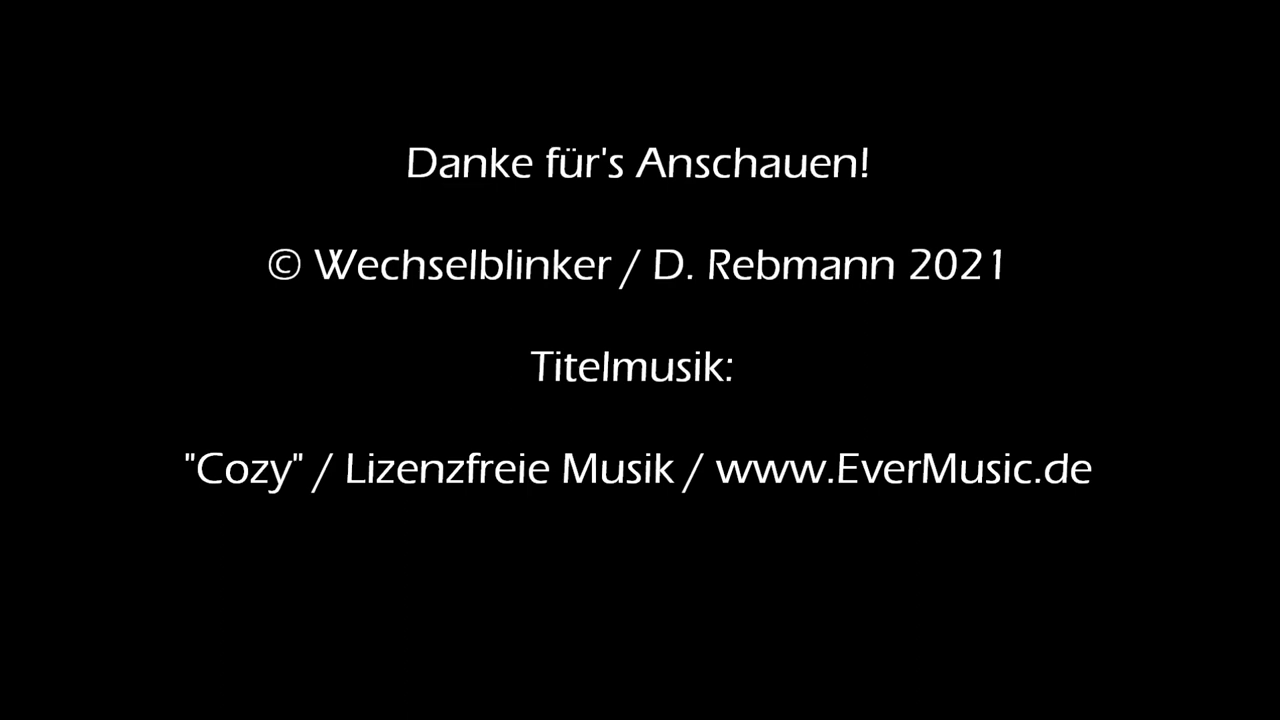 Danke für's Anschauen!
© Wechselblinker / D. Rebmann 2021
Titelmusik:
"Cozy" / Lizenzfreie Musik / www.EverMusic.de